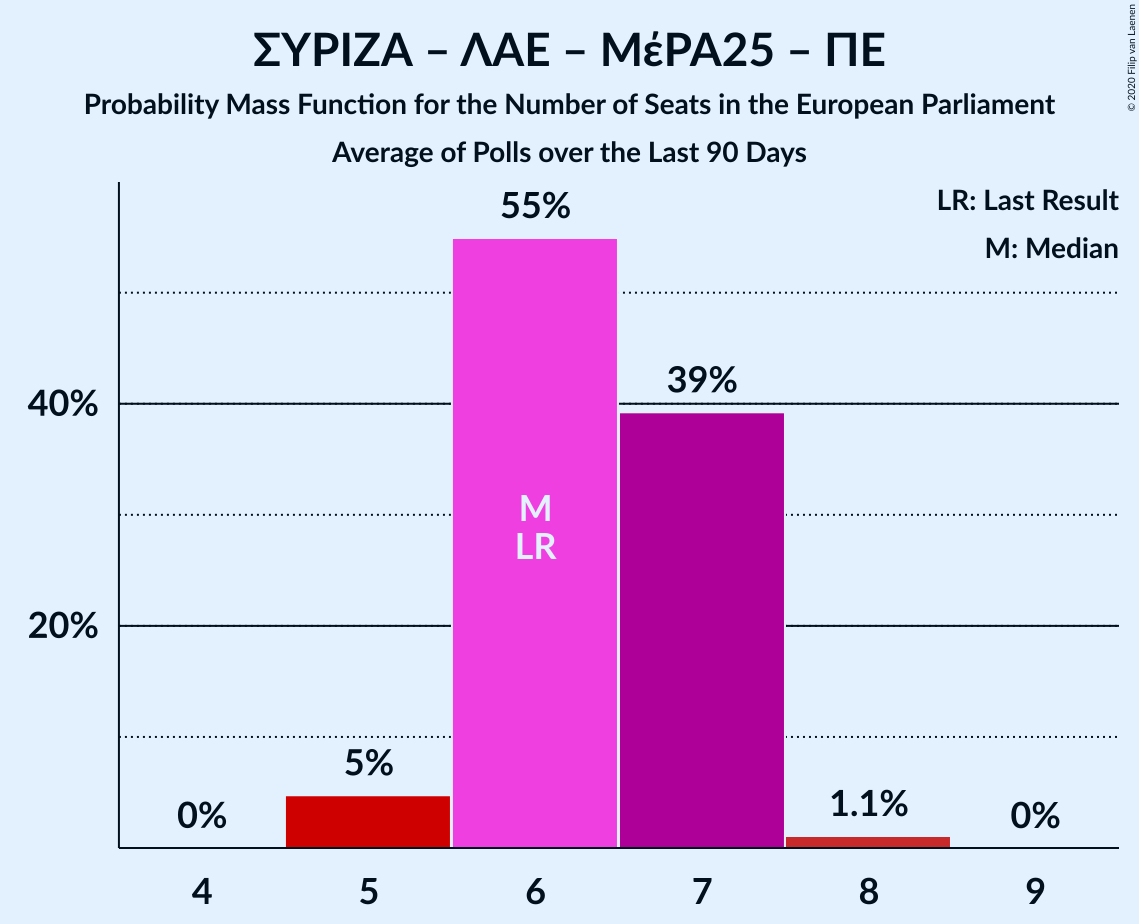 ΣΥΡΙΖΑ – ΛΑΕ – ΜέΡΑ25 – ΠΕ
Probability Mass Function for the Number of Seats in the European Parliament
Average of Polls over the Last 90 Days
© 2020 Filip van Laenen
LR: Last Result
M: Median
55%
39%
40%
M
LR
20%
5%
1.1%
0%
0%
4 5 6 7 8 9